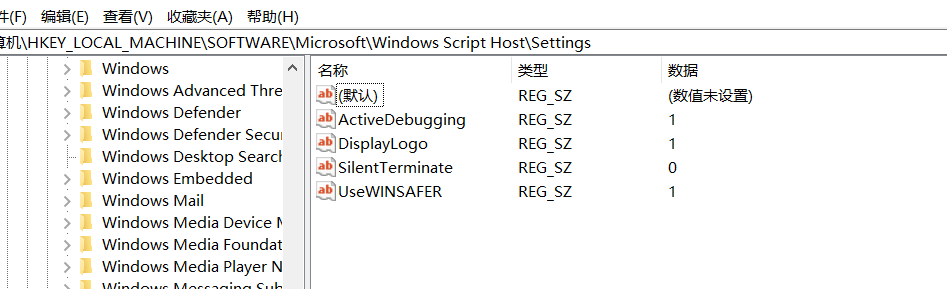 件(F) 编辑(E) 查看(V) 收藏夹(A) 帮助(H)
算机\HKEY_LOCAL_MACHINE\SOFTWARE\Microsoft\Windows Script Host\Settings
Windows
Windows Advanced Thre
Windows Defender
Windows Defender Secu
Windows Desktop Search
Windows Embedded
Windows Mail
Windows Media Device M
Windows Media Foundat
Windows Media Player N
Windows Messaging Sub
名称 类型 数据
(默认) REG_SZ (数值未设置)
ActiveDebugging REG_SZ 1
DisplayLogo REG_SZ 1
SilentTerminate REG_SZ 0
UseWINSAFER REG_SZ 1